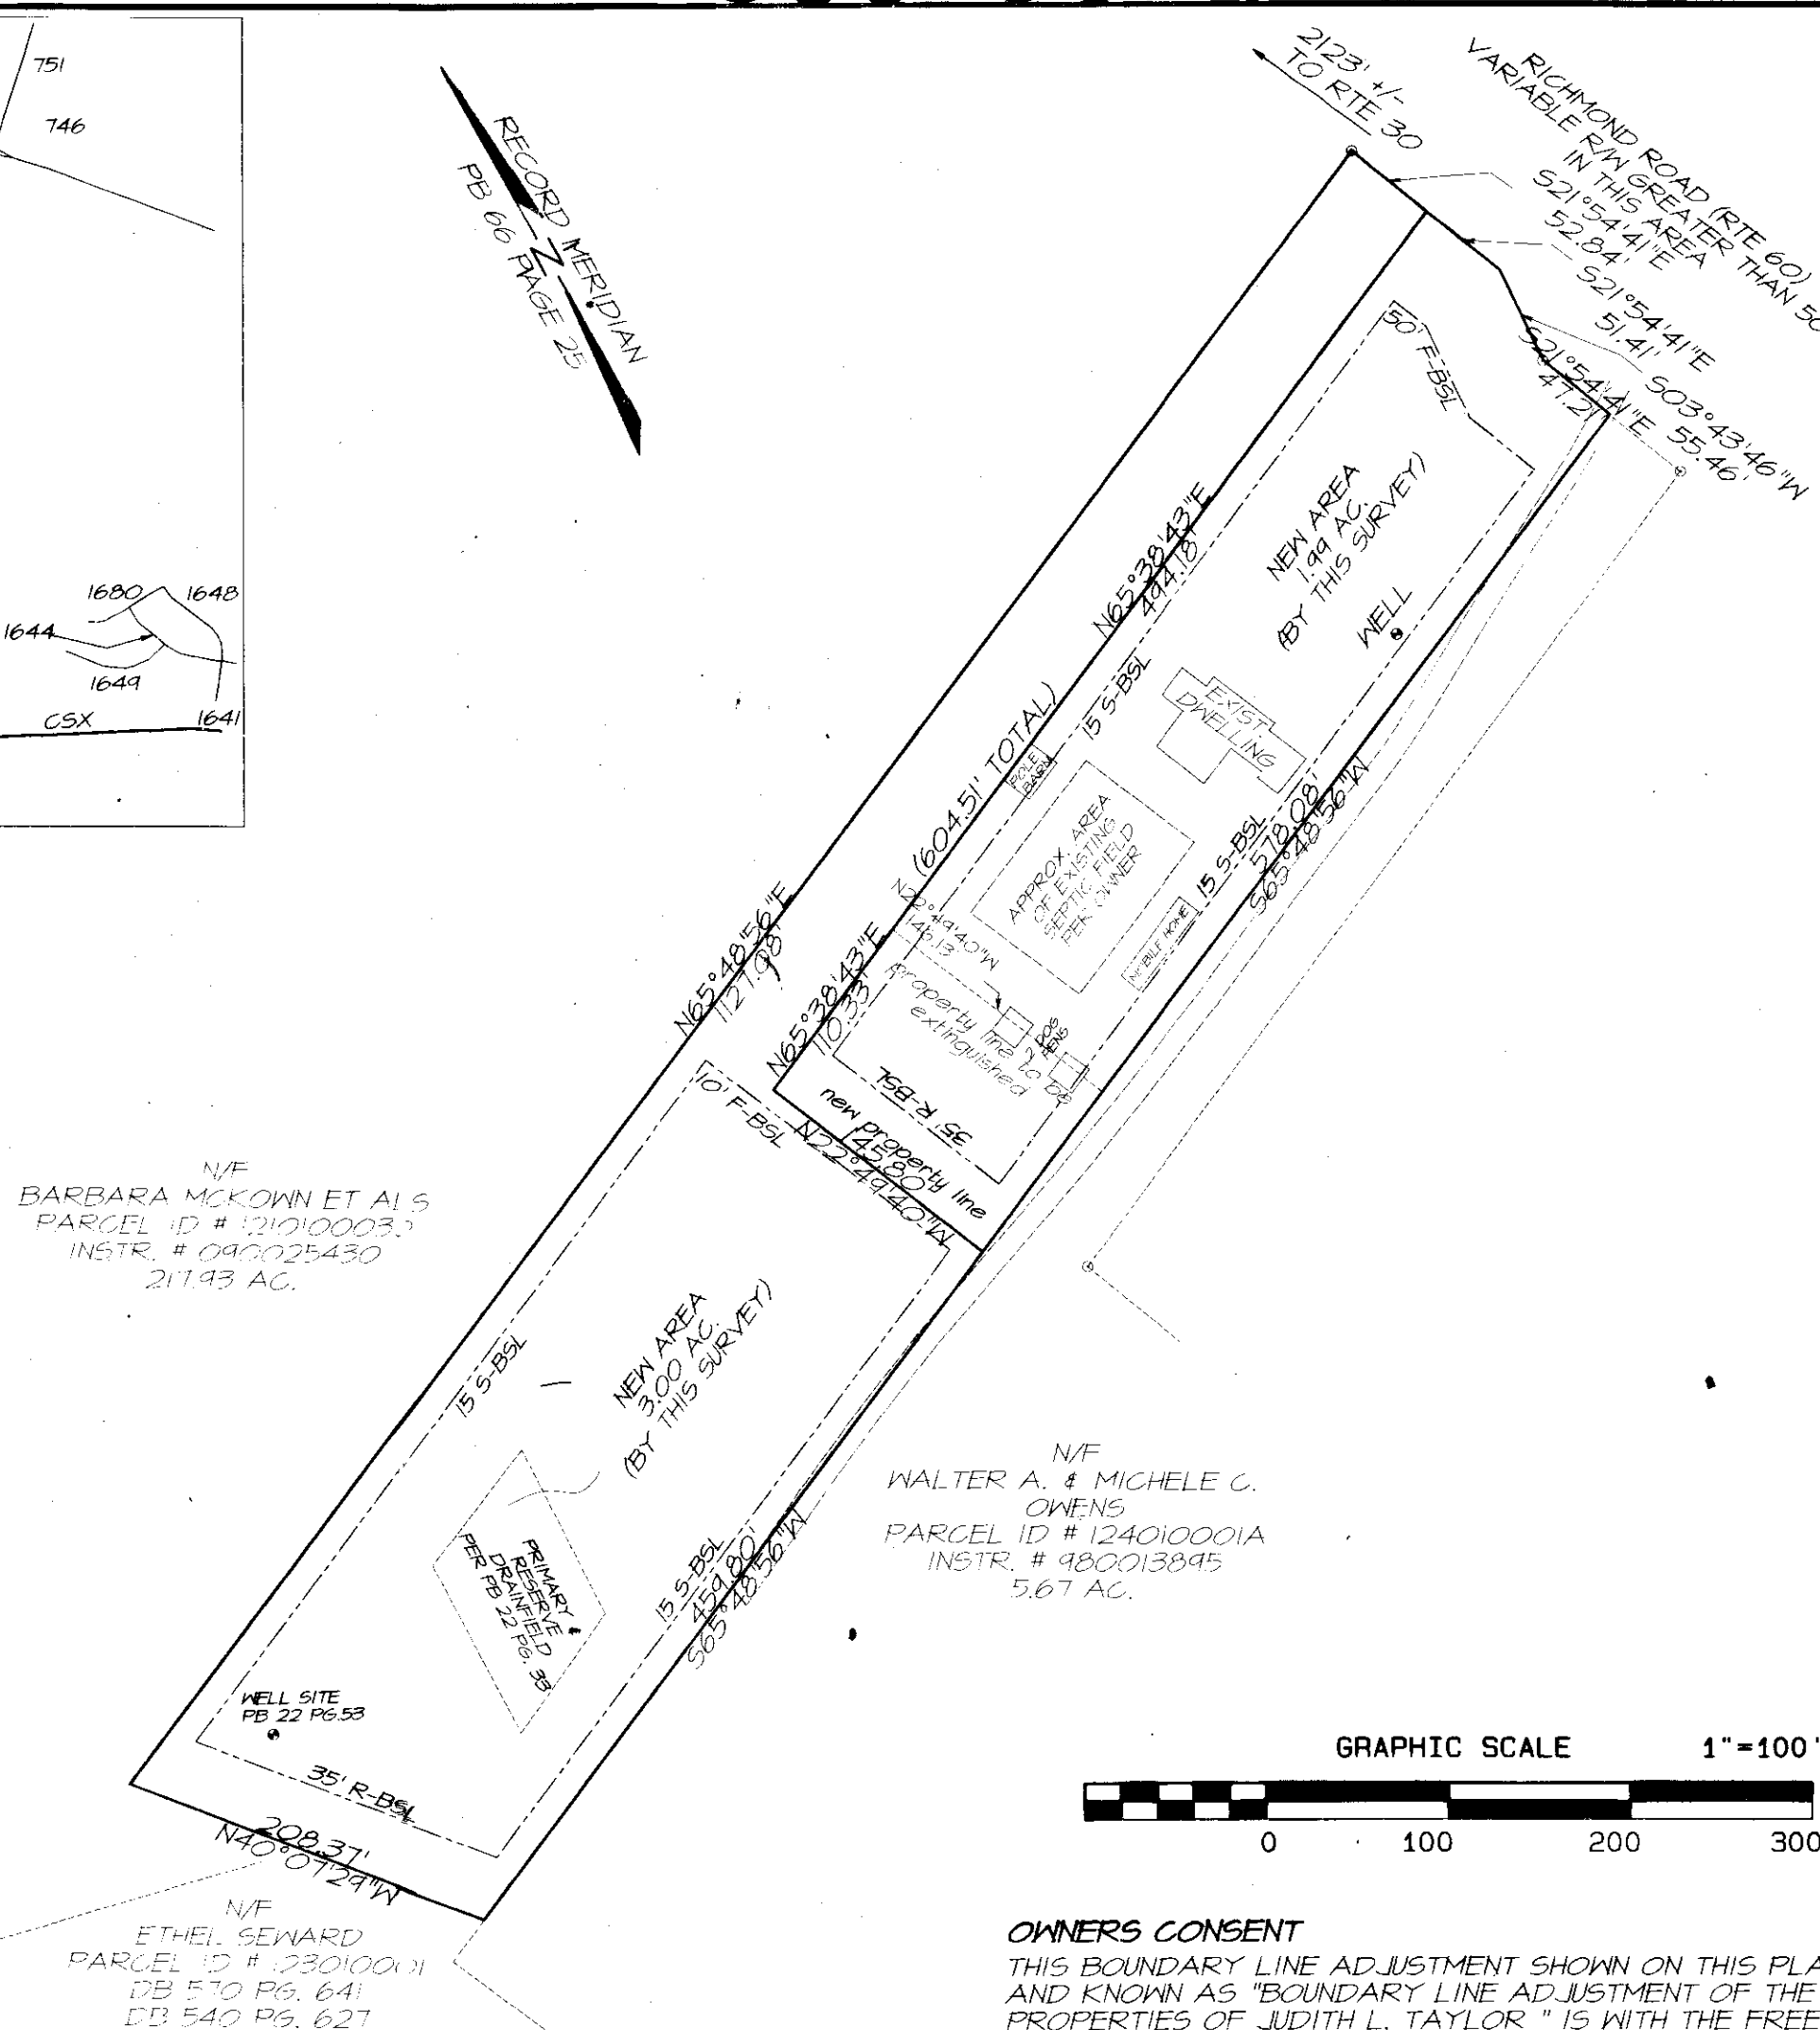 751
746
1680
1648
1644
1649
CSX
1641
RECORD MERIDIAN
PB 66 PAGE 25
N
2123' +/-
TO RTE 30
RICHMOND ROAD (RTE 60)
VARIABLE R/W GREATER THAN 50
IN THIS AREA
S21°54'41"E
52.84'
S21°54'41"E
51.41'
S03°43'46"W
55.46'
S21°54'41"E
47.21'
50' F-BSL
NEW AREA
1.99 AC.
(BY THIS SURVEY)
WELL
N65°38'43"E
494.18'
15 S-BSL
EXIST
DWELLING
POLE
BARN
(604.51' TOTAL)
APPROX. AREA
OF EXISTING
SEPTIC FIELD
PER OWNER
15 S-BSL
578.08'
S65°48'56"W
MOBILE HOME
N22°49'40"W
146.13'
property line to be
extinguished
2 DOG
PENS
N65°48'56"E
1127.98'
N65°38'43"E
110.33'
35' R-BSL
new property line
145.80'
N22°49'40"W
10' F-BSL
N/F
BARBARA MCKOWN ET ALS
PARCEL ID #
INSTR. # 090025430
217.93 AC.
15 S-BSL
NEW AREA
3.00 AC.
(BY THIS SURVEY)
N/F
WALTER A. & MICHELE C.
OWENS
PARCEL ID # 1240100001A
INSTR. # 980013895
5.67 AC.
PRIMARY &
RESERVE
DRAINFIELD
PER PB 22 PG. 33
15 S-BSL
459.80'
S65°48'56"W
WELL SITE
PB 22 PG.53
35' R-BSL
208.37'
N40°07'29"W
N/F
ETHEL SEWARD
PARCEL ID #
DB 570 PG. 641
DB 540 PG. 627
GRAPHIC SCALE 1"=100'
0 100 200 300
OWNERS CONSENT
THIS BOUNDARY LINE ADJUSTMENT SHOWN ON THIS PLA
AND KNOWN AS "BOUNDARY LINE ADJUSTMENT OF THE
PROPERTIES OF JUDITH L. TAYLOR " IS WITH THE FREE